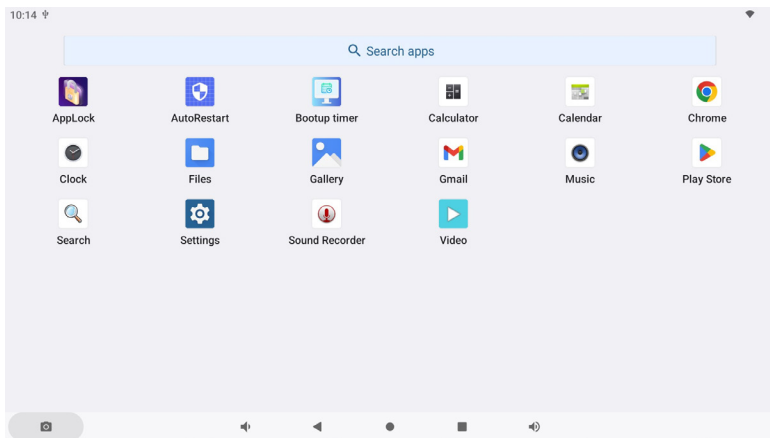 10:14
Search apps
AppLock AutoRestart Bootup timer Calculator Calendar Chrome
Clock Files Gallery Gmail Music Play Store
Search Settings Sound Recorder Video